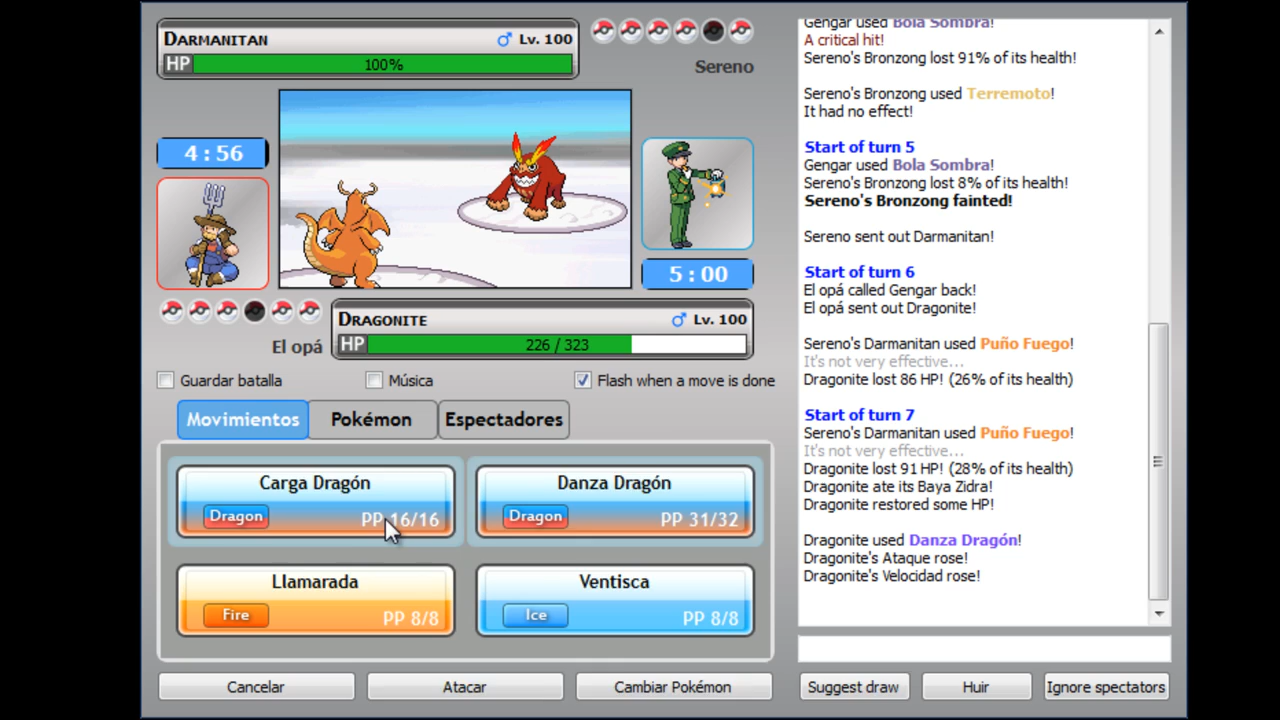 DARMANITAN ♂ Lv. 100
HP 100%
Sereno
4:56
5:00
DRAGONITE ♂ Lv. 100
HP 226 / 323
El opá
Guardar batalla
Música
Flash when a move is done
Movimientos
Pokémon
Espectadores
Carga Dragón
Dragon PP 16/16
Danza Dragón
Dragon PP 31/32
Llamarada
Fire PP 8/8
Ventisca
Ice PP 8/8
Cancelar
Atacar
Cambiar Pokémon
Gengar used Bola Sombra!
A critical hit!
Sereno's Bronzong lost 91% of its health!
Sereno's Bronzong used Terremoto!
It had no effect!
Start of turn 5
Gengar used Bola Sombra!
Sereno's Bronzong lost 8% of its health!
Sereno's Bronzong fainted!
Sereno sent out Darmanitan!
Start of turn 6
El opá called Gengar back!
El opá sent out Dragonite!
Sereno's Darmanitan used Puño Fuego!
It's not very effective...
Dragonite lost 86 HP! (26% of its health)
Start of turn 7
Sereno's Darmanitan used Puño Fuego!
It's not very effective...
Dragonite lost 91 HP! (28% of its health)
Dragonite ate its Baya Zidra!
Dragonite restored some HP!
Dragonite used Danza Dragón!
Dragonite's Ataque rose!
Dragonite's Velocidad rose!
Suggest draw
Huir
Ignore spectators